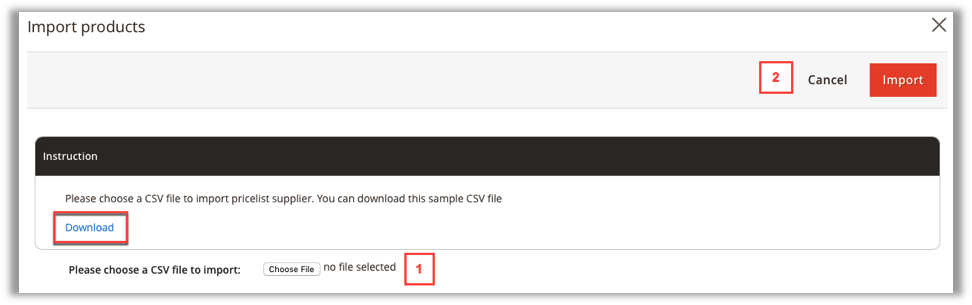 Import products
2 Cancel Import
Instruction
Please choose a CSV file to import pricelist supplier. You can download this sample CSV file
Download
Please choose a CSV file to import: Choose File no file selected 1